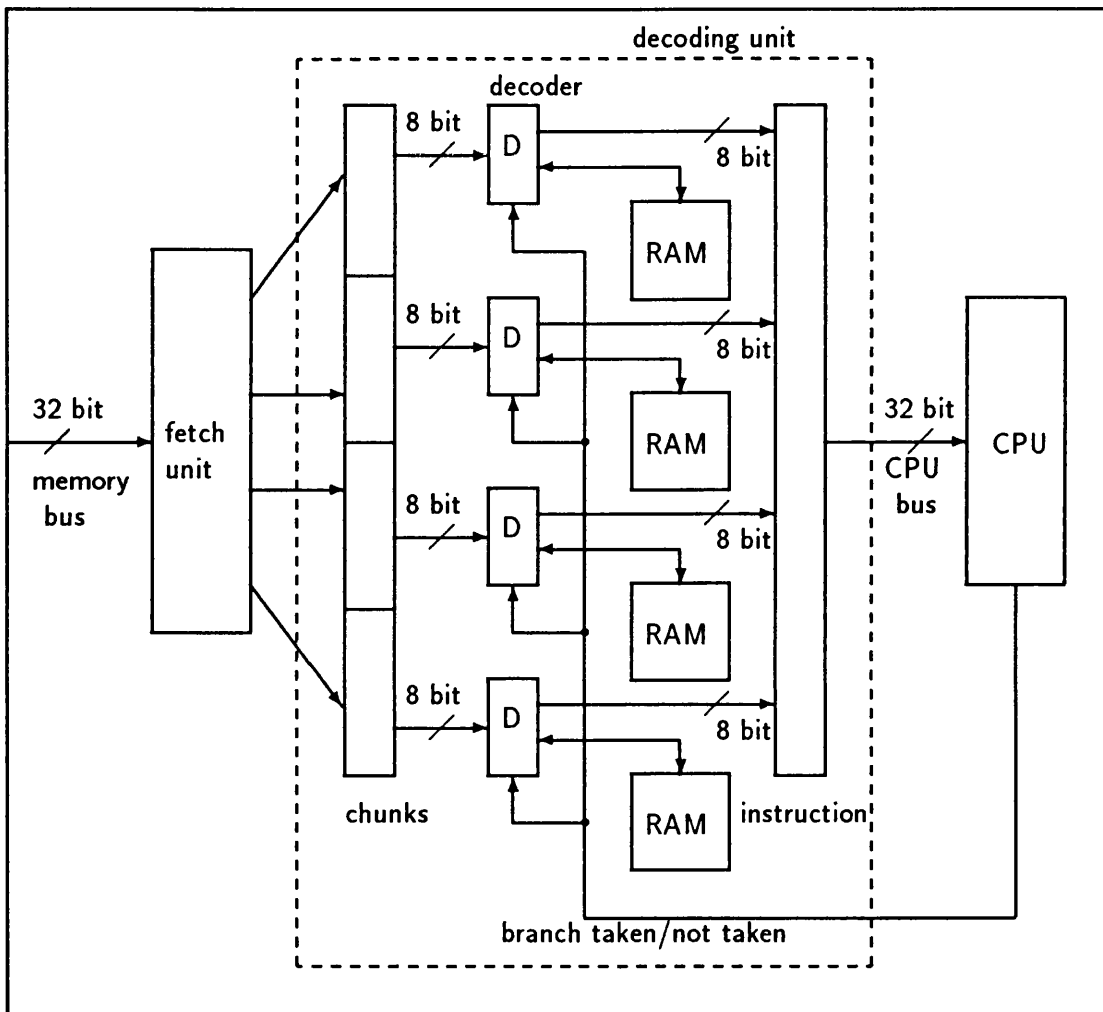 decoding unit
decoder
8 bit
D
8 bit
RAM
8 bit
D
8 bit
RAM
32 bit
memory
bus
fetch
unit
32 bit
CPU
bus
CPU
8 bit
D
8 bit
RAM
8 bit
D
8 bit
RAM
chunks
instruction
branch taken/not taken